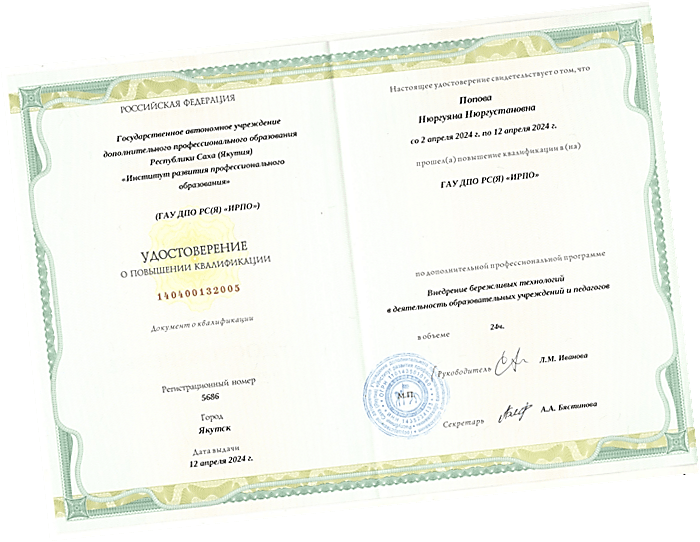 РОССИЙСКАЯ ФЕДЕРАЦИЯ
Государственное автономное учреждение
дополнительного профессионального образования
Республики Саха (Якутия)
«Институт развития профессионального
образования»
(ГАУ ДПО РС(Я) «ИРПО»)
УДОСТОВЕРЕНИЕ
О ПОВЫШЕНИИ КВАЛИФИКАЦИИ
140400132005
Документ о квалификации
Регистрационный номер
5686
Город
Якутск
Дата выдачи
12 апреля 2024 г.
Настоящее удостоверение свидетельствует о том, что
Попова
Нюргуяна Нюргустановна
со 2 апреля 2024 г. по 12 апреля 2024 г.
прошел(а) повышение квалификации в (на)
ГАУ ДПО РС(Я) «ИРПО»
по дополнительной профессиональной программе
Внедрение бережливых технологий
в деятельность образовательных учреждений и педагогов
в объеме 24ч.
Руководитель Л.М. Иванова
М.П.
Секретарь А.А. Бястинова